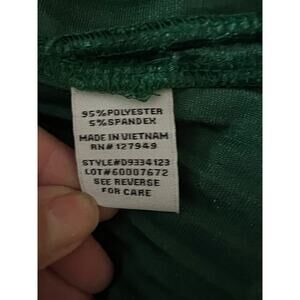 95% POLYESTER
5% SPANDEX
MADE IN VIETNAM
RN# 127949
STYLE#D9334123
LOT#60007672
SEE REVERSE
FOR CARE